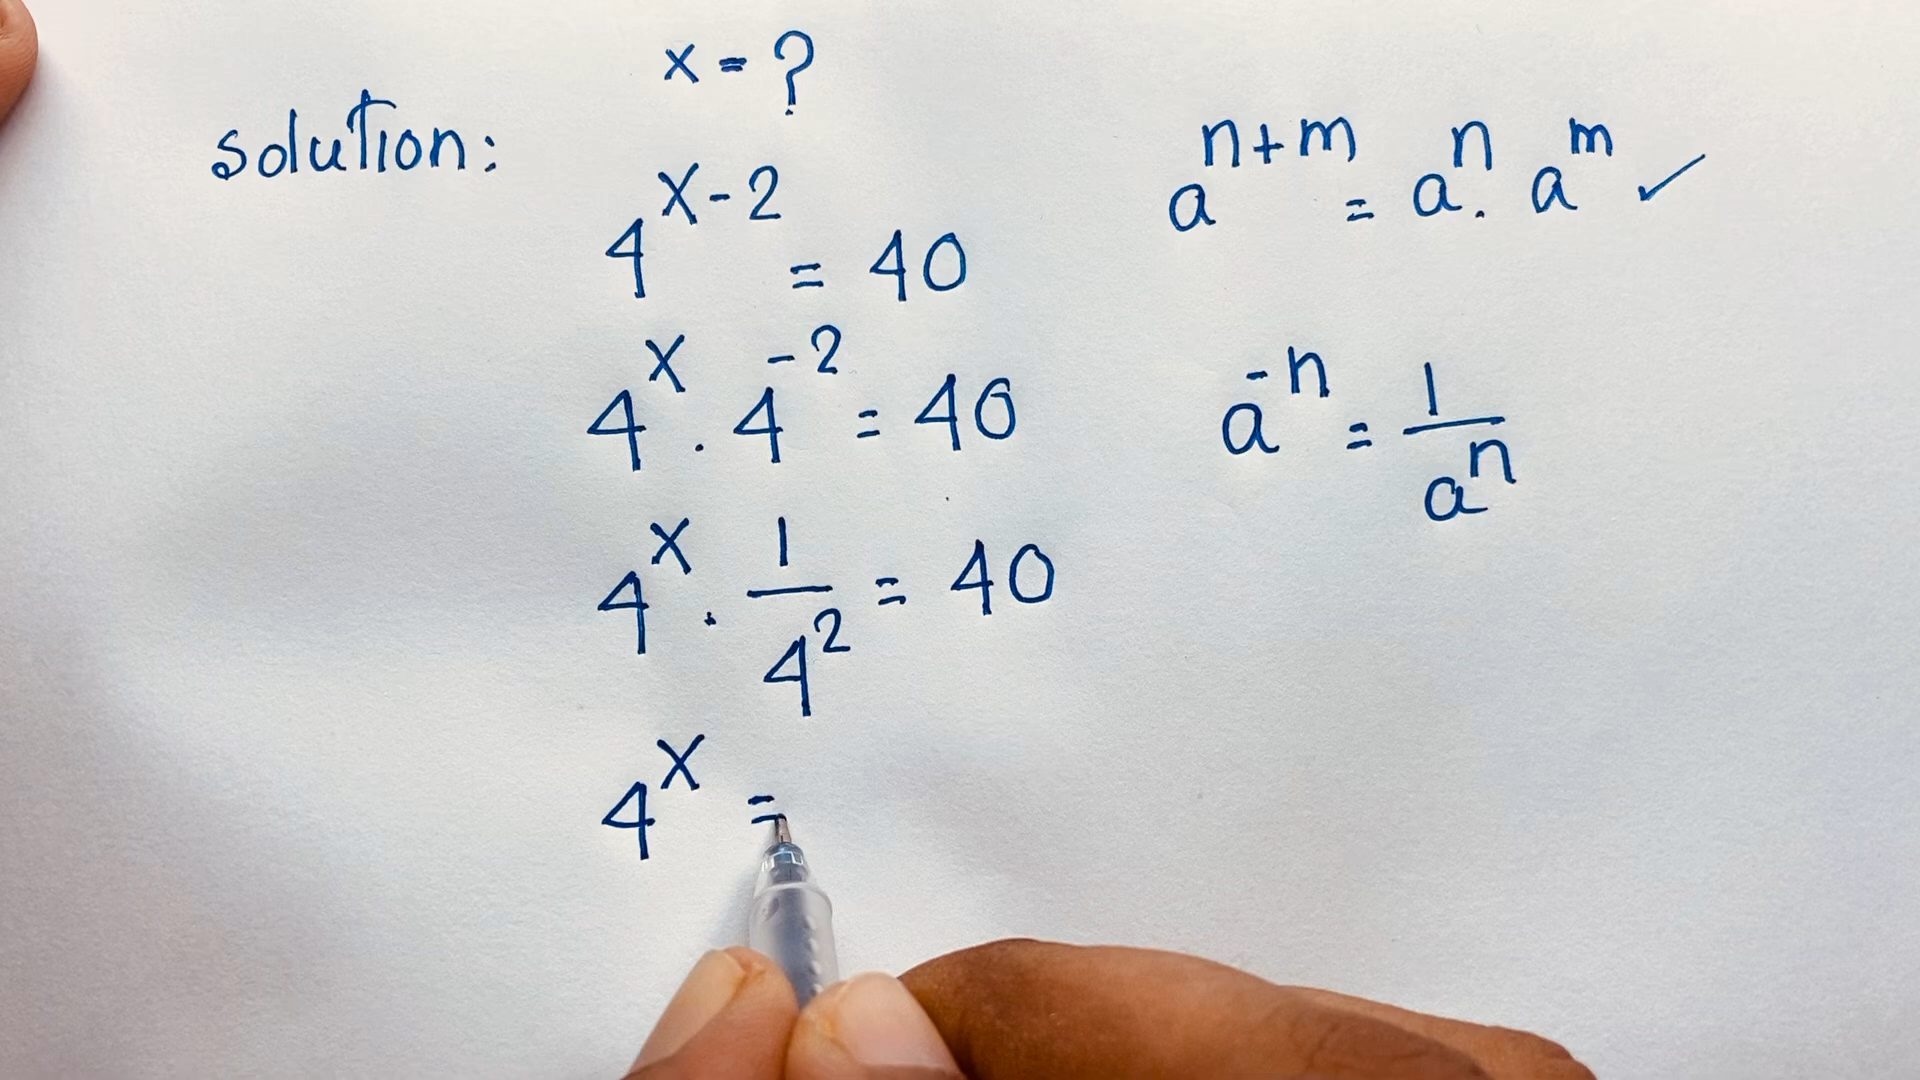 x = ?
solution:
4^(x-2) = 40
4^x . 4^(-2) = 40
4^x . 1/4^2 = 40
4^x =
a^(n+m) = a^n . a^m ✓
a^(-n) = 1/a^n